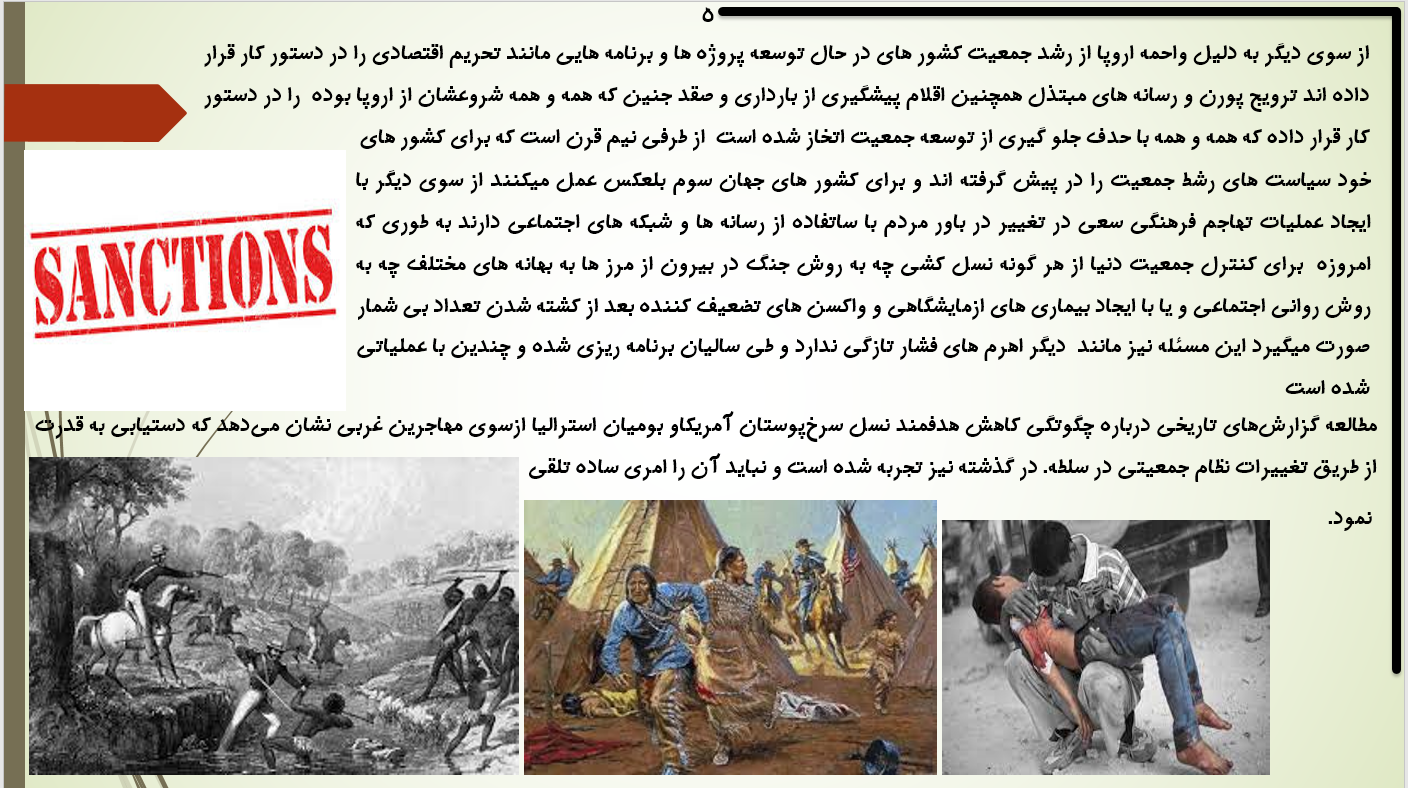 ۵
از سوی دیگر به دلیل واحمه اروپا از رشد جمعیت کشور های در حال توسعه پروژه ها و برنامه هایی مانند تحریم اقتصادی را در دستور کار قرار
داده اند ترویج پورن و رسانه های مبتذل همچنین اقلام پیشگیری از بارداری و صقد جنین که همه و همه شروعشان از اروپا بوده را در دستور
کار قرار داده که همه و همه با حدف جلو گیری از توسعه جمعیت اتخاز شده است از طرفی نیم قرن است که برای کشور های
خود سیاست های رشط جمعیت را در پیش گرفته اند و برای کشور های جهان سوم بلعکس عمل میکنند از سوی دیگر با
ایجاد عملیات تهاجم فرهنگی سعی در تغییر در باور مردم با ساتفاده از رسانه ها و شبکه های اجتماعی دارند به طوری که
امروزه برای کنترل جمعیت دنیا از هر گونه نسل کشی چه به روش جنگ در بیرون از مرز ها به بهانه های مختلف چه به
روش روانی اجتماعی و یا با ایجاد بیماری های ازمایشگاهی و واکسن های تضعیف کننده بعد از کشته شدن تعداد بی شمار
صورت میگیرد این مسئله نیز مانند دیگر اهرم های فشار تازگی ندارد و طی سالیان برنامه ریزی شده و چندین با عملیاتی
شده است
SANCTIONS
مطالعه گزارش‌های تاریخی درباره چگوتگی کاهش هدفمند نسل سرخ‌پوستان آمریکاو بومیان استرالیا ازسوی مهاجرین غربی نشان می‌دهد که دستیابی به قدرت
از طریق تغییرات نظام جمعیتی در سلطه. در گذشته نیز تجربه شده است و نباید آن را امری ساده تلقی
نمود.